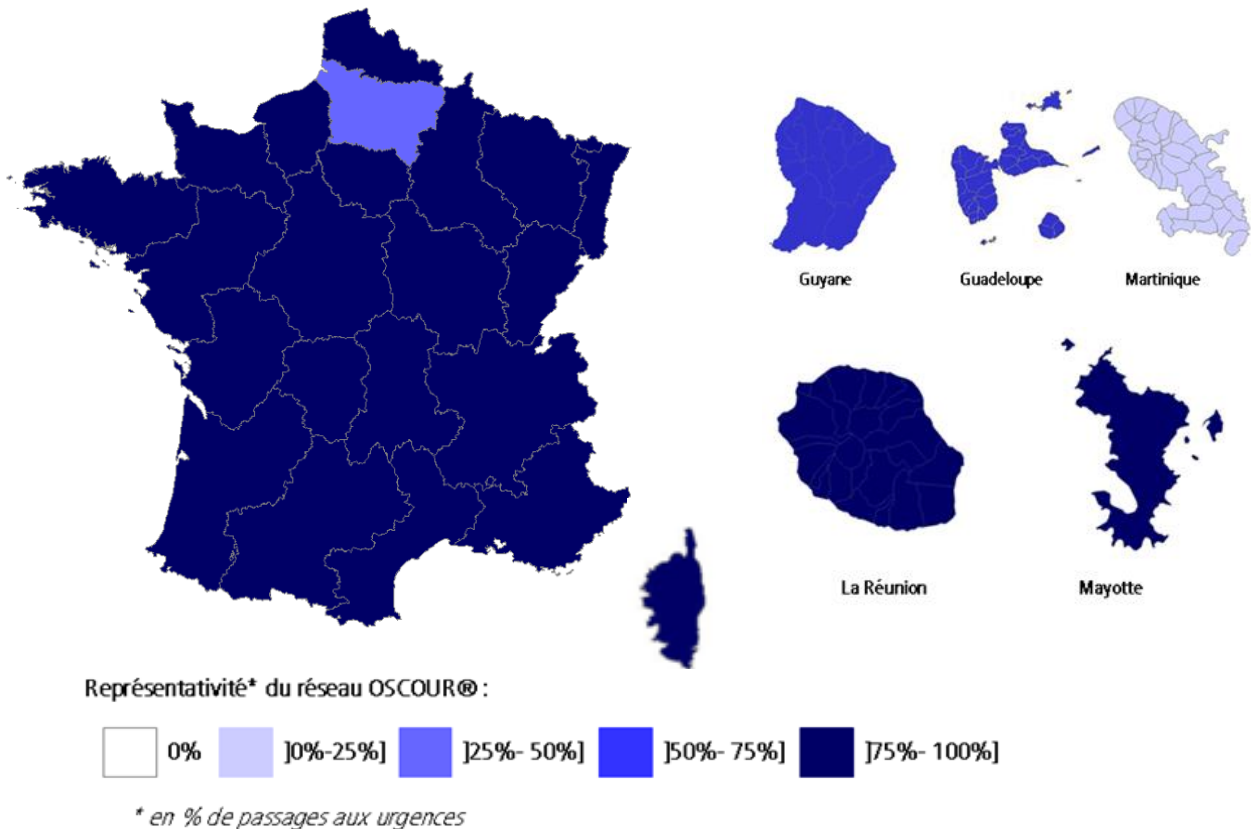 Guyane
Guadeloupe
Martinique
La Réunion
Mayotte
Représentativité* du réseau OSCOUR® :
0%
]0%-25%]
]25%- 50%]
]50%- 75%]
]75%- 100%]
* en % de passages aux urgences